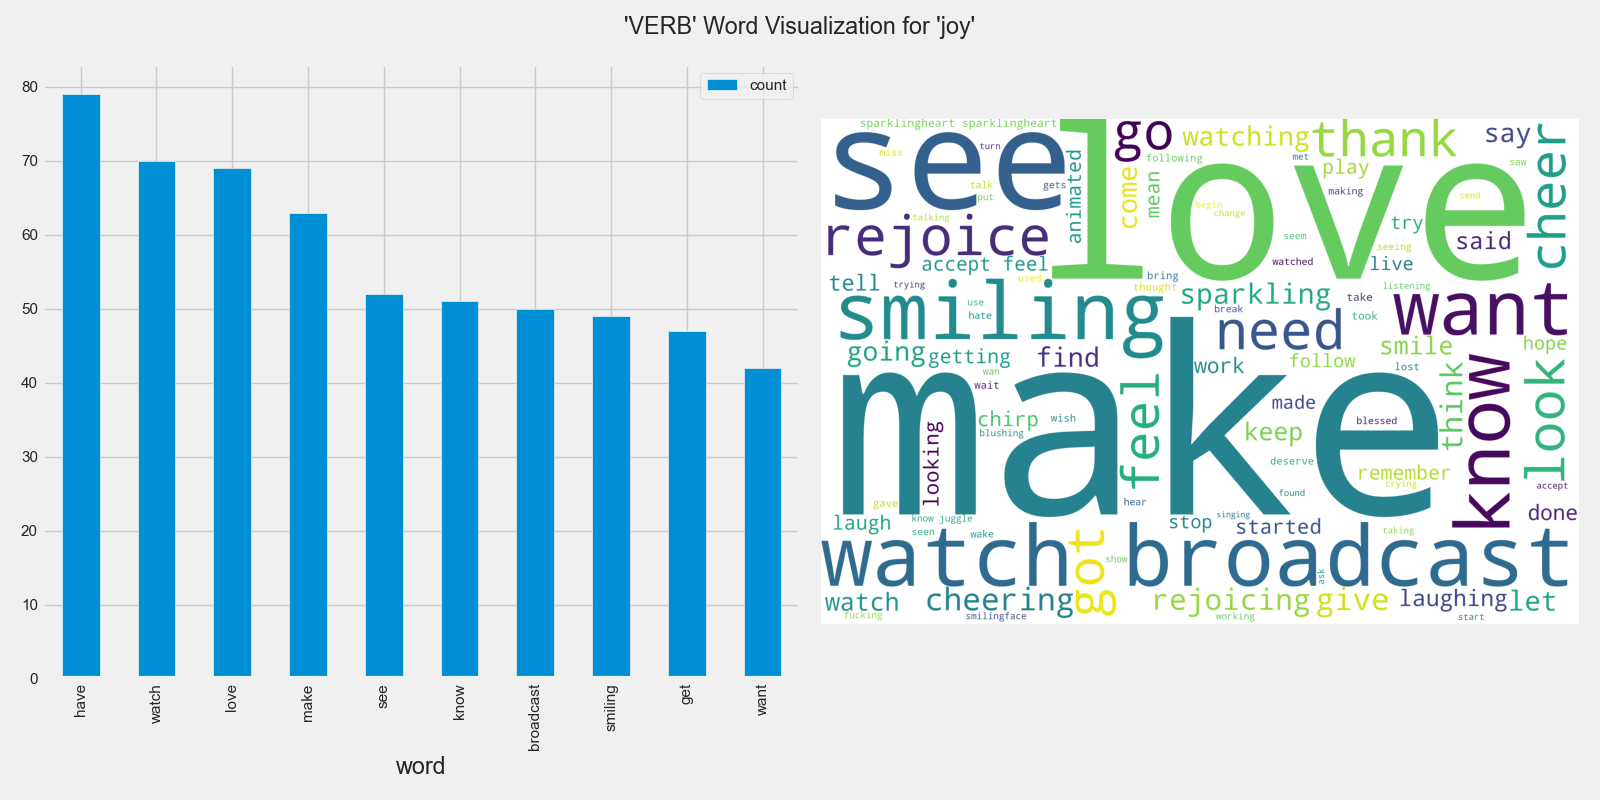 'VERB' Word Visualization for 'joy'
count
80
70
60
50
40
30
20
10
0
have
watch
love
make
see
know
broadcast
smiling
get
want
word
sparklingheart sparklingheart
see
love
go
watching
thank
say
cheer
miss
turn
talk
put
gets
animated
following
come
mean
met
play
making
saw
send
begin
change
talking
rejoice
try
said
seem
seeing
accept feel
watched
live
tell
trying
used
bring
thought
listening
smiling
sparkling
take
want
use
hate
break
took
need
going
getting
find
smile
hope
work
follow
lost
wan
wait
make
feel
think
know
look
made
chirp
wish
blushing
blessed
keep
looking
deserve
remember
crying
accept
gave
hear
found
laugh
know juggle
seen
wake
singing
stop
started
taking
done
watch
got
show
broadcast
ask
watch
cheering
rejoicing
give
laughing
let
fucking
smilingface
working
start